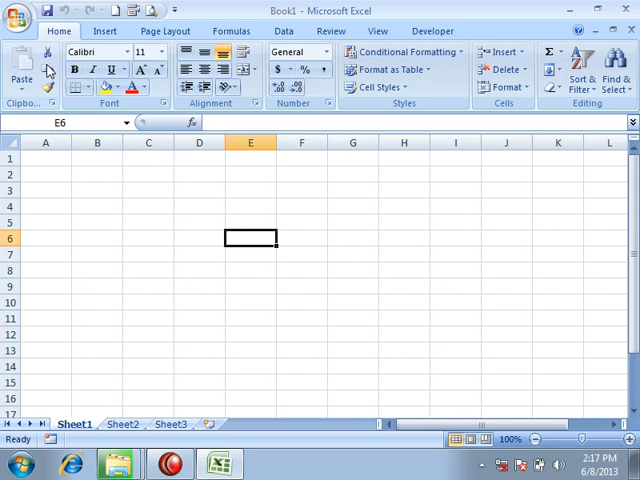 Book1 - Microsoft Excel
Home Insert Page Layout Formulas Data Review View Developer
Calibri 11 General Conditional Formatting Insert Σ
B I U $ % , Format as Table Delete
Paste A Cell Styles Format Sort & Filter Find & Select
Clipboa... Font Alignment Number Styles Cells Editing
E6 fx
A B C D E F G H I J K L
1
2
3
4
5
6
7
8
9
10
11
12
13
14
15
16
17
Sheet1 Sheet2 Sheet3
Ready 100%
2:17 PM
6/8/2013